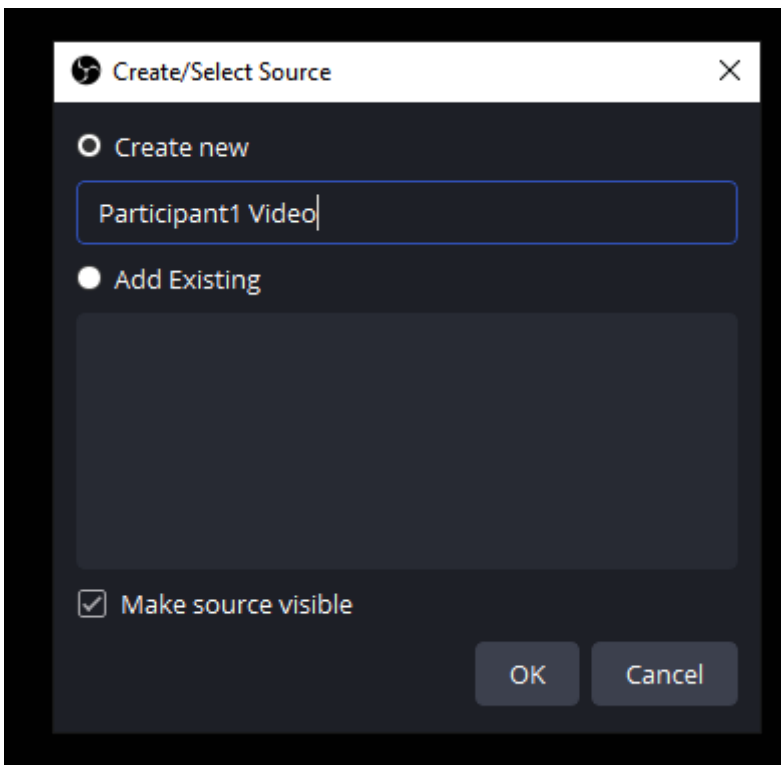 Create/Select Source
Create new
Participant1 Video
Add Existing
Make source visible
OK Cancel